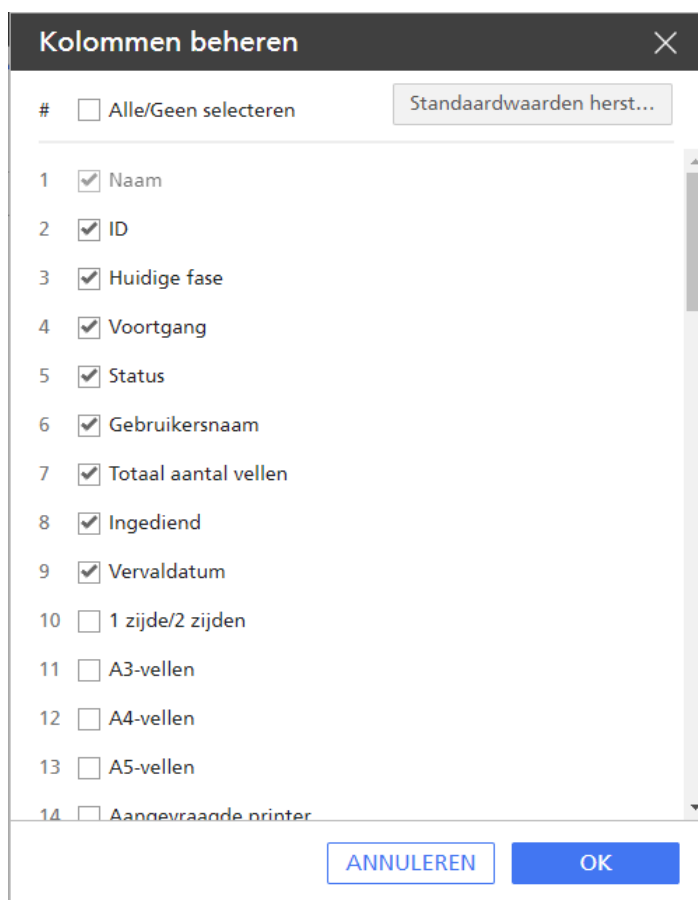 Kolommen beheren
# Alle/Geen selecteren Standaardwaarden herst...
1 Naam
2 ID
3 Huidige fase
4 Voortgang
5 Status
6 Gebruikersnaam
7 Totaal aantal vellen
8 Ingediend
9 Vervaldatum
10 1 zijde/2 zijden
11 A3-vellen
12 A4-vellen
13 A5-vellen
14 Aangevraagde printer
ANNULEREN OK